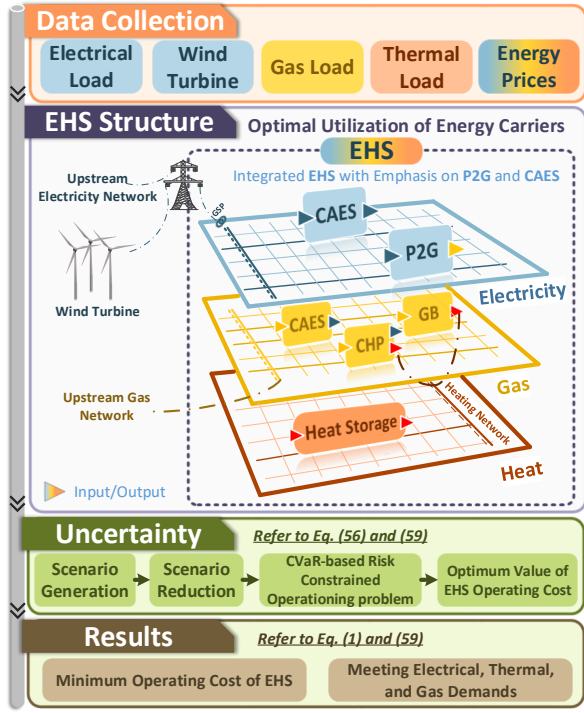 Data Collection
Electrical
Load
Wind
Turbine
Gas Load
Thermal
Load
Energy
Prices
EHS Structure
Optimal Utilization of Energy Carriers
EHS
Integrated EHS with Emphasis on P2G and CAES
Upstream
Electricity Network
GSP
Wind Turbine
CAES
P2G
Electricity
CAES
CHP
GB
Gas
Upstream Gas
Network
Heating Network
Heat Storage
Heat
Input/Output
Uncertainty
Refer to Eq. (56) and (59)
Scenario
Generation
Scenario
Reduction
CVaR-based Risk
Constrained
Operationing problem
Optimum Value of
EHS Operating Cost
Results
Refer to Eq. (1) and (59)
Minimum Operating Cost of EHS
Meeting Electrical, Thermal,
and Gas Demands